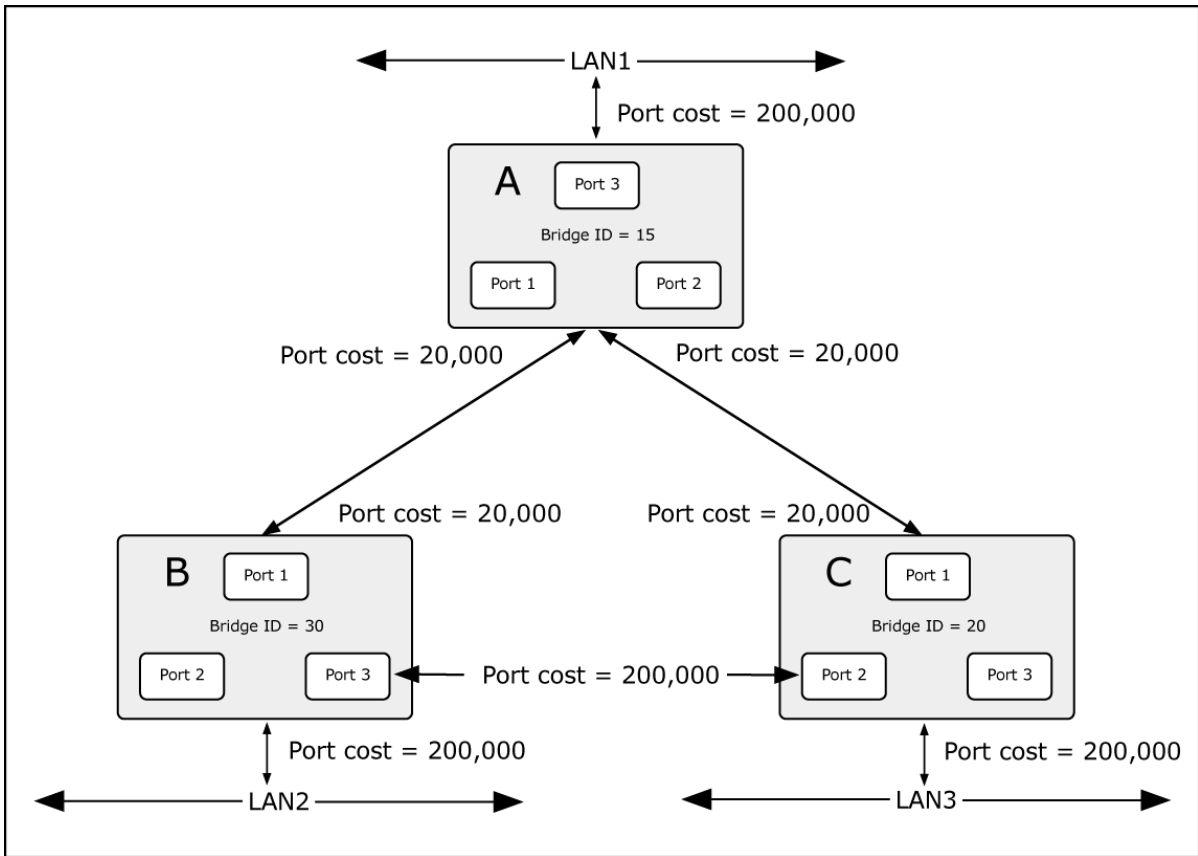 LAN1
Port cost = 200,000
A
Port 3
Bridge ID = 15
Port 1
Port 2
Port cost = 20,000
Port cost = 20,000
Port cost = 20,000
Port cost = 20,000
B
Port 1
Bridge ID = 30
Port 2
Port 3
C
Port 1
Bridge ID = 20
Port 2
Port 3
Port cost = 200,000
Port cost = 200,000
LAN2
Port cost = 200,000
LAN3